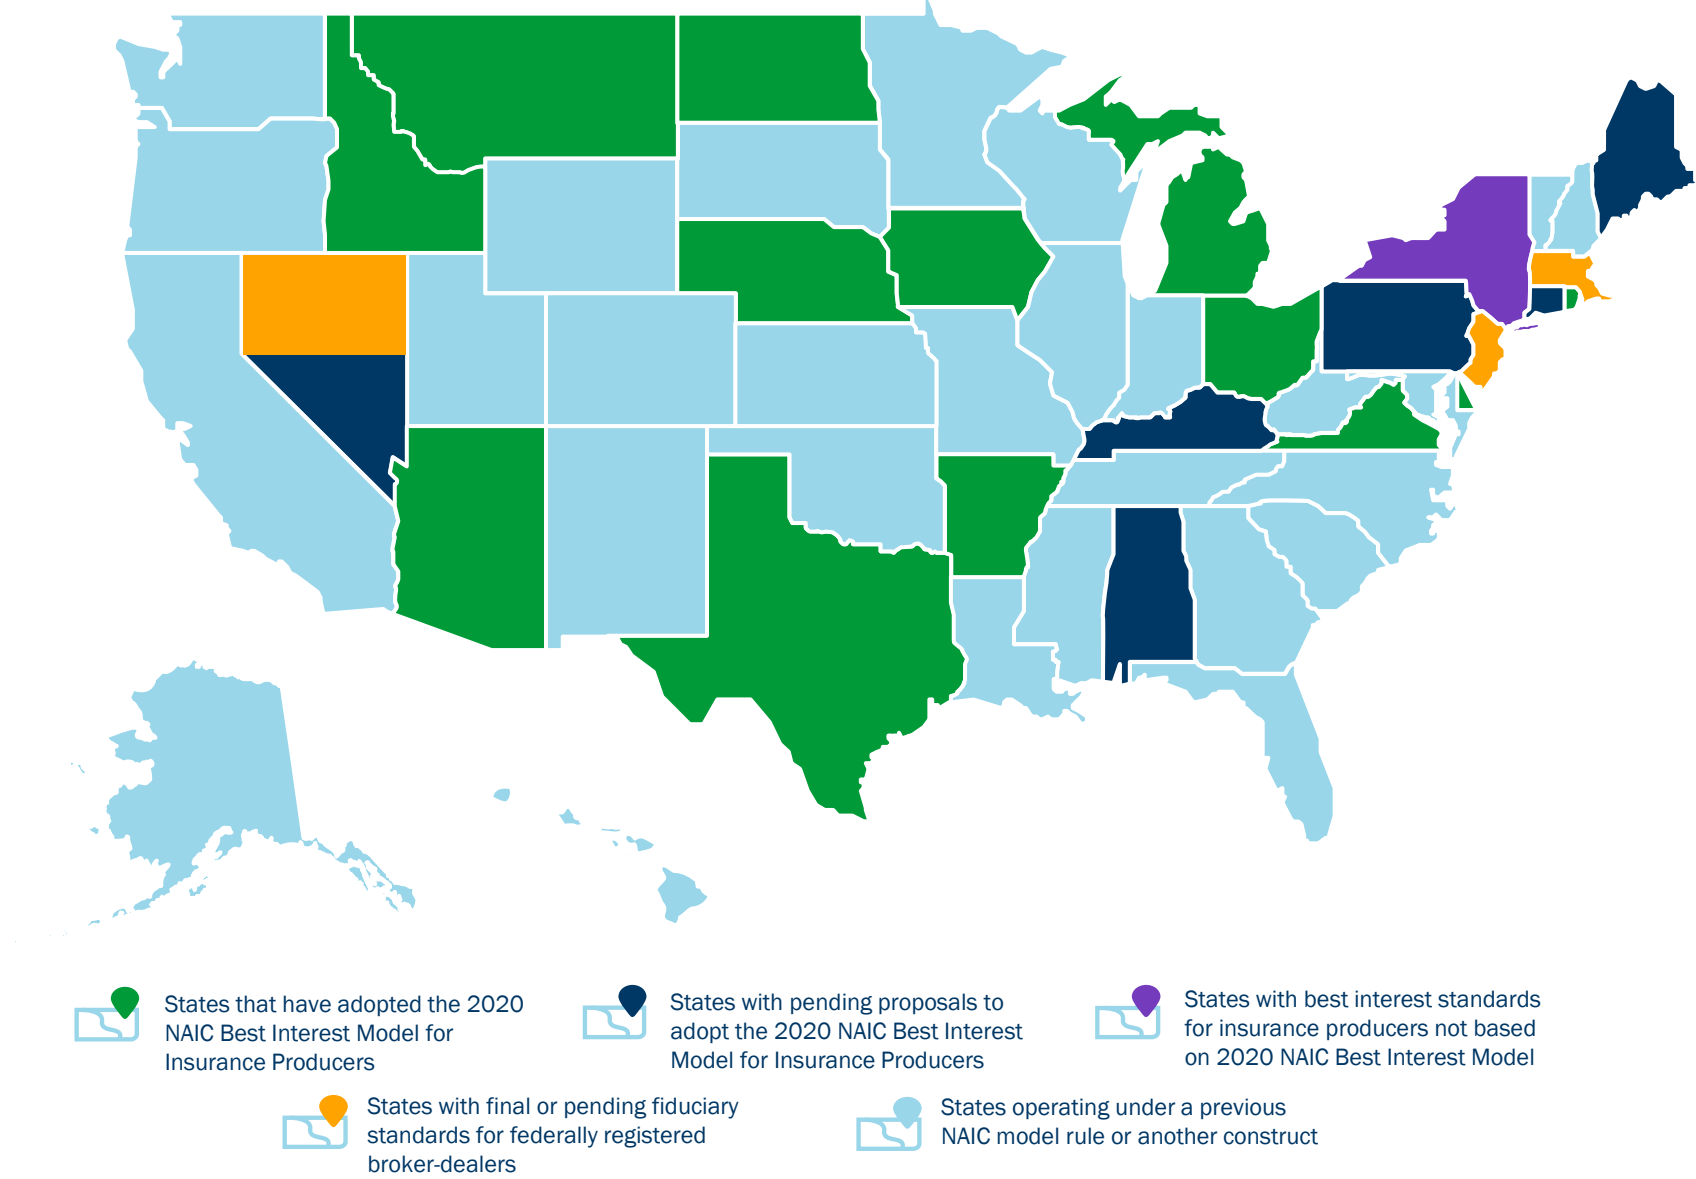 States that have adopted the 2020
NAIC Best Interest Model for
Insurance Producers
States with pending proposals to
adopt the 2020 NAIC Best Interest
Model for Insurance Producers
States with best interest standards
for insurance producers not based
on 2020 NAIC Best Interest Model
States with final or pending fiduciary
standards for federally registered
broker-dealers
States operating under a previous
NAIC model rule or another construct